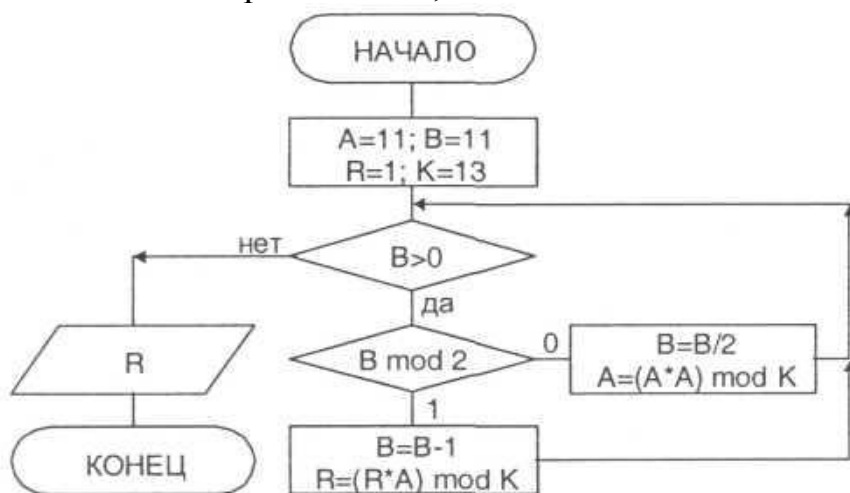 НАЧАЛО
A=11; B=11
R=1; K=13
нет
B>0
да
R
B mod 2
0
B=B/2
A=(A*A) mod K
1
КОНЕЦ
B=B-1
R=(R*A) mod K